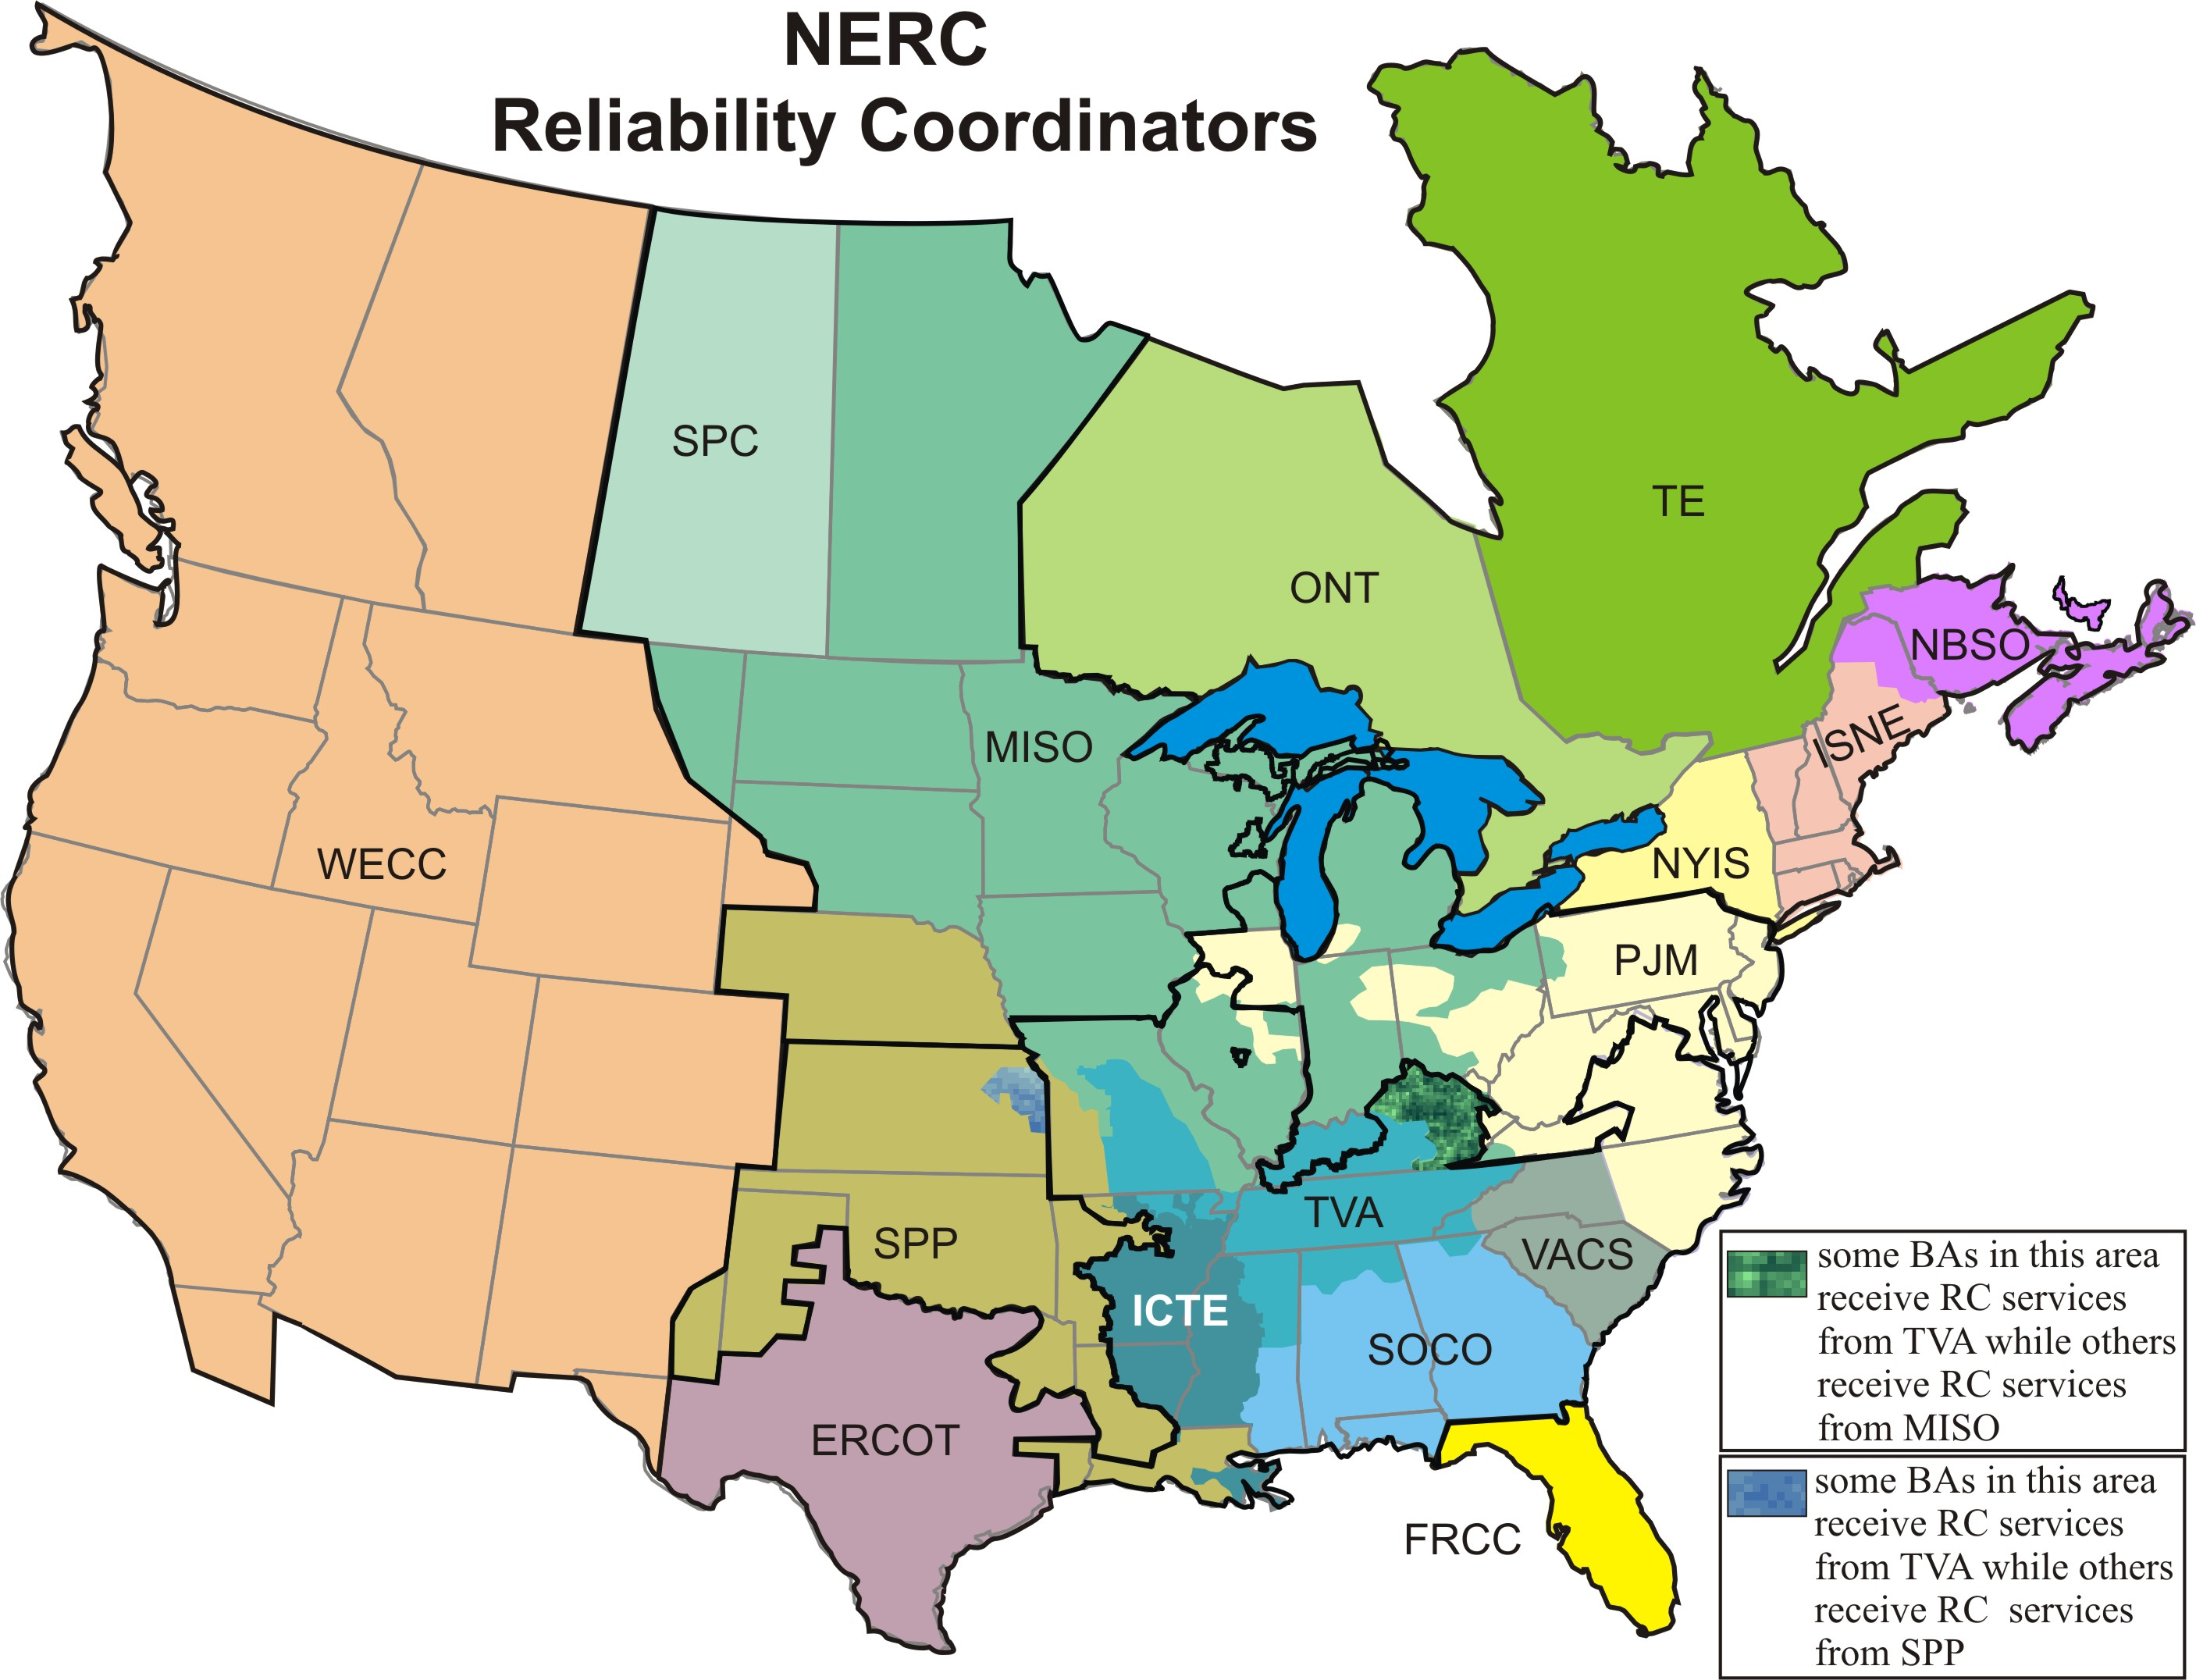 NERC
Reliability Coordinators
SPC
TE
ONT
NBSO
MISO
ISNE
WECC
NYIS
PJM
TVA
SPP
VACS
ICTE
SOCO
ERCOT
FRCC
some BAs in this area
receive RC services
from TVA while others
receive RC services
from MISO
some BAs in this area
receive RC services
from TVA while others
receive RC services
from SPP